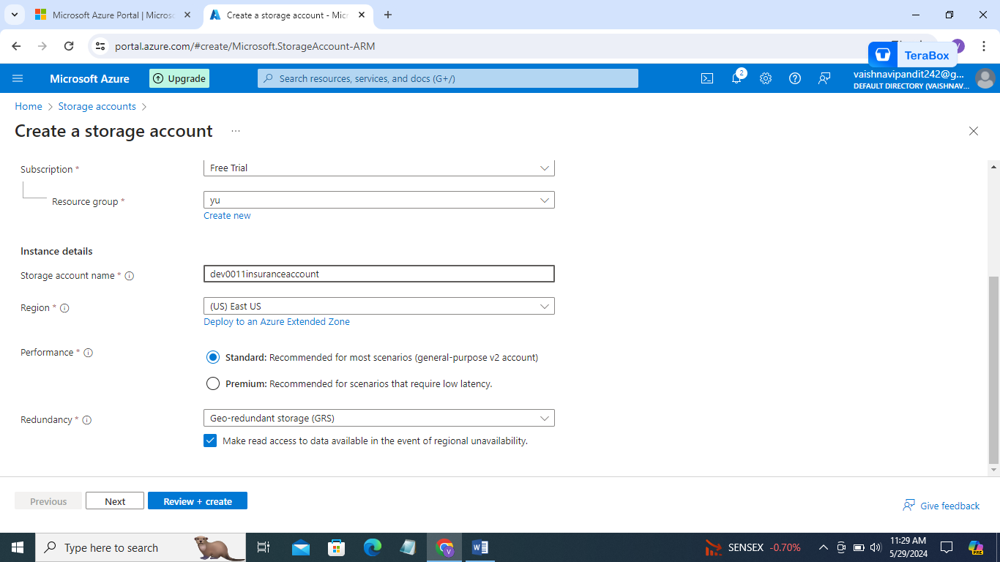 Microsoft Azure Portal | Micros
Create a storage account - Micr
portal.azure.com/#create/Microsoft.StorageAccount-ARM
TeraBox
Microsoft Azure
Upgrade
Search resources, services, and docs (G+/)
2
vaishnavipandit242@g...
DEFAULT DIRECTORY (VAISHNAV...
Home > Storage accounts >
Create a storage account ...
Subscription *
Free Trial
Resource group *
yu
Create new
Instance details
Storage account name *
dev0011insuranceaccount
Region *
(US) East US
Deploy to an Azure Extended Zone
Performance *
Standard: Recommended for most scenarios (general-purpose v2 account)
Premium: Recommended for scenarios that require low latency.
Redundancy *
Geo-redundant storage (GRS)
Make read access to data available in the event of regional unavailability.
Previous
Next
Review + create
Give feedback
Type here to search
SENSEX -0.70%
11:29 AM
5/29/2024
PRE